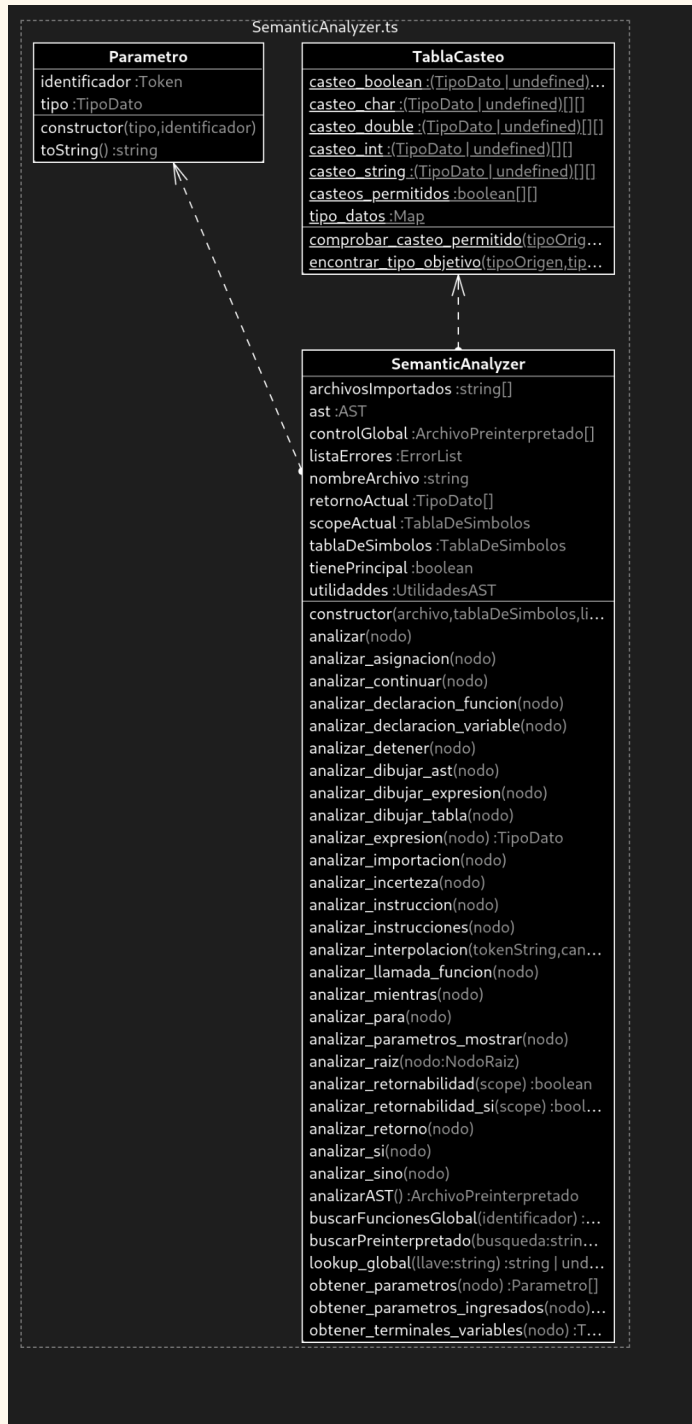 SemanticAnalyzer.ts
Parametro
identificador :Token
tipo :TipoDato
constructor(tipo,identificador)
toString() :string
TablaCasteo
casteo_boolean :(TipoDato | undefined)...
casteo_char :(TipoDato | undefined)[][]
casteo_double :(TipoDato | undefined)[][]
casteo_int :(TipoDato | undefined)[][]
casteo_string :(TipoDato | undefined)[][]
casteos_permitidos :boolean[][]
tipo_datos :Map
comprobar_casteo_permitido(tipoOrig...
encontrar_tipo_objetivo(tipoOrigen,tip...
SemanticAnalyzer
archivosImportados :string[]
ast :AST
controlGlobal :ArchivoPreinterpretado[]
listaErrores :ErrorList
nombreArchivo :string
retornoActual :TipoDato[]
scopeActual :TablaDeSimbolos
tablaDeSimbolos :TablaDeSimbolos
tienePrincipal :boolean
utilidaddes :UtilidadesAST
constructor(archivo,tablaDeSimbolos,li...
analizar(nodo)
analizar_asignacion(nodo)
analizar_continuar(nodo)
analizar_declaracion_funcion(nodo)
analizar_declaracion_variable(nodo)
analizar_detener(nodo)
analizar_dibujar_ast(nodo)
analizar_dibujar_expresion(nodo)
analizar_dibujar_tabla(nodo)
analizar_expresion(nodo) :TipoDato
analizar_importacion(nodo)
analizar_incerteza(nodo)
analizar_instruccion(nodo)
analizar_instrucciones(nodo)
analizar_interpolacion(tokenString,can...
analizar_llamada_funcion(nodo)
analizar_mientras(nodo)
analizar_para(nodo)
analizar_parametros_mostrar(nodo)
analizar_raiz(nodo:NodoRaiz)
analizar_retornabilidad(scope) :boolean
analizar_retornabilidad_si(scope) :bool...
analizar_retorno(nodo)
analizar_si(nodo)
analizar_sino(nodo)
analizarAST() :ArchivoPreinterpretado
buscarFuncionesGlobal(identificador) :...
buscarPreinterpretado(busqueda:strin...
lookup_global(llave:string) :string | und...
obtener_parametros(nodo) :Parametro[]
obtener_parametros_ingresados(nodo)...
obtener_terminales_variables(nodo) :T...